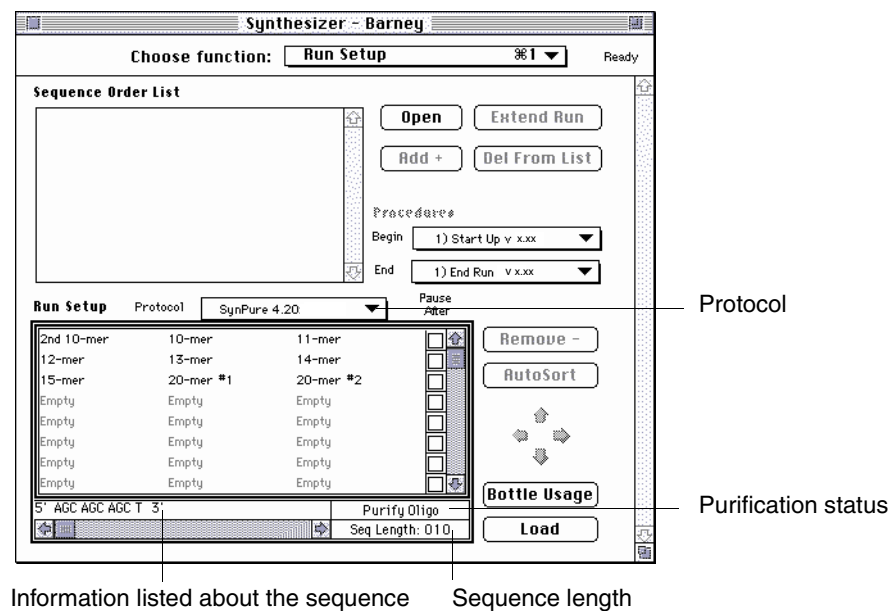 Synthesizer - Barney
Choose function: Run Setup ⌘1 Ready
Sequence Order List
Open Extend Run
Add + Del From List
Procedures
Begin 1) Start Up v x.xx
End 1) End Run v x.xx
Run Setup Protocol SynPure 4.20 Pause After
Protocol
2nd 10-mer 10-mer 11-mer
12-mer 13-mer 14-mer
15-mer 20-mer #1 20-mer #2
Empty Empty Empty
Empty Empty Empty
Empty Empty Empty
Empty Empty Empty
Empty Empty Empty
Remove -
AutoSort
Bottle Usage
Load
5' AGC AGC AGC T 3'
Purify Oligo
Seq Length: 010
Purification status
Information listed about the sequence Sequence length